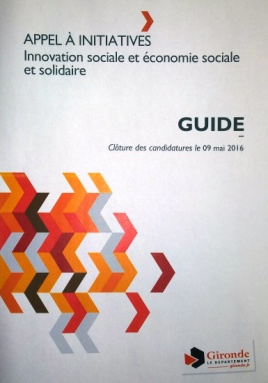 APPEL À INITIATIVES
Innovation sociale et économie sociale
et solidaire
GUIDE
Clôture des candidatures le 09 mai 2016
Gironde
LE DÉPARTEMENT
gironde.fr